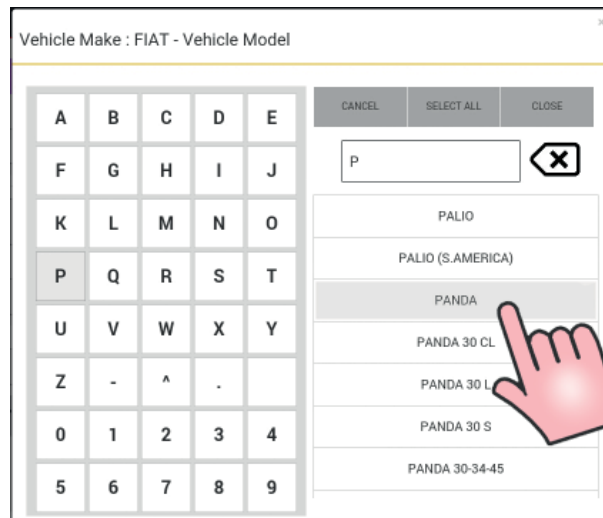 Vehicle Make : FIAT - Vehicle Model
A B C D E
F G H I J
K L M N O
P Q R S T
U V W X Y
Z - ^ .
0 1 2 3 4
5 6 7 8 9
CANCEL SELECT ALL CLOSE
P
PALIO
PALIO (S.AMERICA)
PANDA
PANDA 30 CL
PANDA 30 L
PANDA 30 S
PANDA 30-34-45